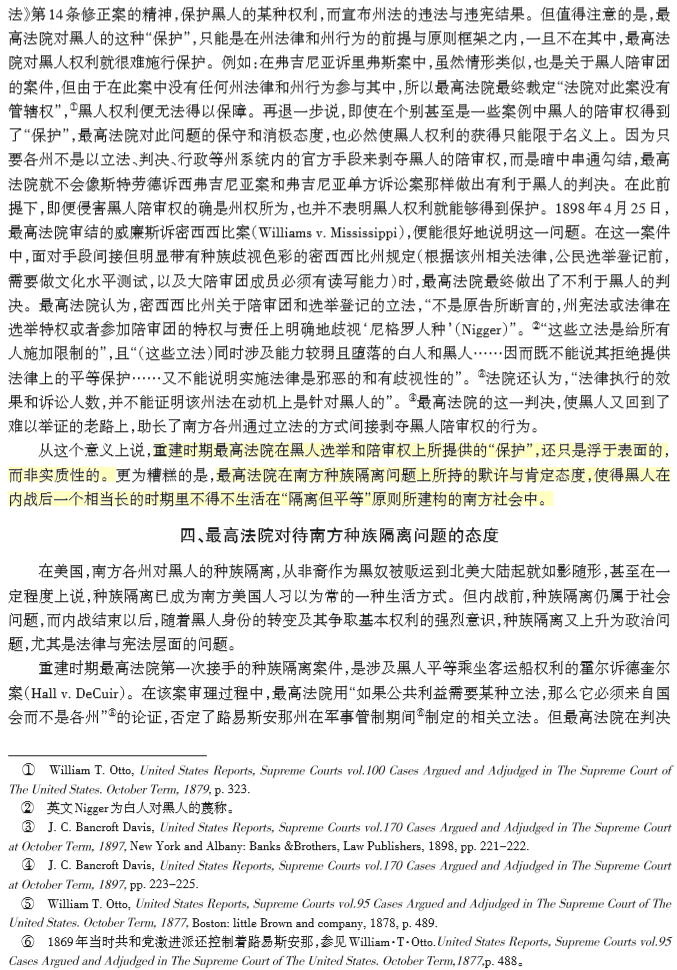 法》第14条修正案的精神，保护黑人的某种权利，而宣布州法的违法与违宪结果。但值得注意的是，最
高法院对黑人的这种“保护”，只能是在州法律和州行为的前提与原则框架之内，一旦不在其中，最高法
院对黑人权利就很难施行保护。例如：在弗吉尼亚诉里弗斯案中，虽然情形类似，也是关于黑人陪审团
的案件，但由于在此案中没有任何州法律和州行为参与其中，所以最高法院最终裁定“法院对此案没有
管辖权”，①黑人权利便无法得以保障。再退一步说，即使在个别甚至是一些案例中黑人的陪审权得到
了“保护”，最高法院对此问题的保守和消极态度，也必然使黑人权利的获得只能限于名义上。因为只
要各州不是以立法、判决、行政等州系统内的官方手段来剥夺黑人的陪审权，而是暗中串通勾结，最高
法院就不会像斯特劳德诉西弗吉尼亚案和弗吉尼亚单方诉讼案那样做出有利于黑人的判决。在此前
提下，即便侵害黑人陪审权的确是州权所为，也并不表明黑人权利就能够得到保护。1898年4月25日，
最高法院审结的威廉斯诉密西西比案(Williams v. Mississippi)，便能很好地说明这一问题。在这一案件
中，面对手段间接但明显带有种族歧视色彩的密西西比州规定（根据该州相关法律，公民选举登记前，
需要做文化水平测试，以及大陪审团成员必须有读写能力）时，最高法院最终做出了不利于黑人的判
决。最高法院认为，密西西比州关于陪审团和选举登记的立法，“不是原告所断言的，州宪法或法律在
选举特权或者参加陪审团的特权与责任上明确地歧视‘尼格罗人种’(Nigger)”。②“这些立法是给所有
人施加限制的”，且“（这些立法）同时涉及能力较弱且堕落的白人和黑人……因而既不能说其拒绝提供
法律上的平等保护……又不能说明实施法律是邪恶的和有歧视性的”。③法院还认为，“法律执行的效
果和诉讼人数，并不能证明该州法在动机上是针对黑人的”。④最高法院的这一判决，使黑人又回到了
难以举证的老路上，助长了南方各州通过立法的方式间接剥夺黑人陪审权的行为。
从这个意义上说，重建时期最高法院在黑人选举和陪审权上所提供的“保护”，还只是浮于表面的，
而非实质性的。更为糟糕的是，最高法院在南方种族隔离问题上所持的默许与肯定态度，使得黑人在
内战后一个相当长的时期里不得不生活在“隔离但平等”原则所建构的南方社会中。
四、最高法院对待南方种族隔离问题的态度
在美国，南方各州对黑人的种族隔离，从非裔作为黑奴被贩运到北美大陆起就如影随形，甚至在一
定程度上说，种族隔离已成为南方美国人习以为常的一种生活方式。但内战前，种族隔离仍属于社会
问题，而内战结束以后，随着黑人身份的转变及其争取基本权利的强烈意识，种族隔离又上升为政治问
题，尤其是法律与宪法层面的问题。
重建时期最高法院第一次接手的种族隔离案件，是涉及黑人平等乘坐客运船权利的霍尔诉德奎尔
案(Hall v. DeCuir)。在该案审理过程中，最高法院用“如果公共利益需要某种立法，那么它必须来自国
会而不是各州”⑤的论证，否定了路易斯安那州在军事管制期间⑥制定的相关立法。但最高法院在判决
① William T. Otto, United States Reports, Supreme Courts vol.100 Cases Argued and Adjudged in The Supreme Court of
The United States. October Term, 1879, p. 323.
② 英文Nigger为白人对黑人的蔑称。
③ J. C. Bancroft Davis, United States Reports, Supreme Courts vol.170 Cases Argued and Adjudged in The Supreme Court
at October Term, 1897, New York and Albany: Banks &Brothers, Law Publishers, 1898, pp. 221–222.
④ J. C. Bancroft Davis, United States Reports, Supreme Courts vol.170 Cases Argued and Adjudged in The Supreme Court
at October Term, 1897, pp. 223–225.
⑤ William T. Otto, United States Reports, Supreme Courts vol.95 Cases Argued and Adjudged in The Supreme Court of The
United States. October Term, 1877, Boston: little Brown and company, 1878, p. 489.
⑥ 1869年当时共和党激进派还控制着路易斯安那，参见William·T·Otto.United States Reports, Supreme Courts vol.95
Cases Argued and Adjudged in The Supreme Court of The United States. October Term,1877,p. 488。